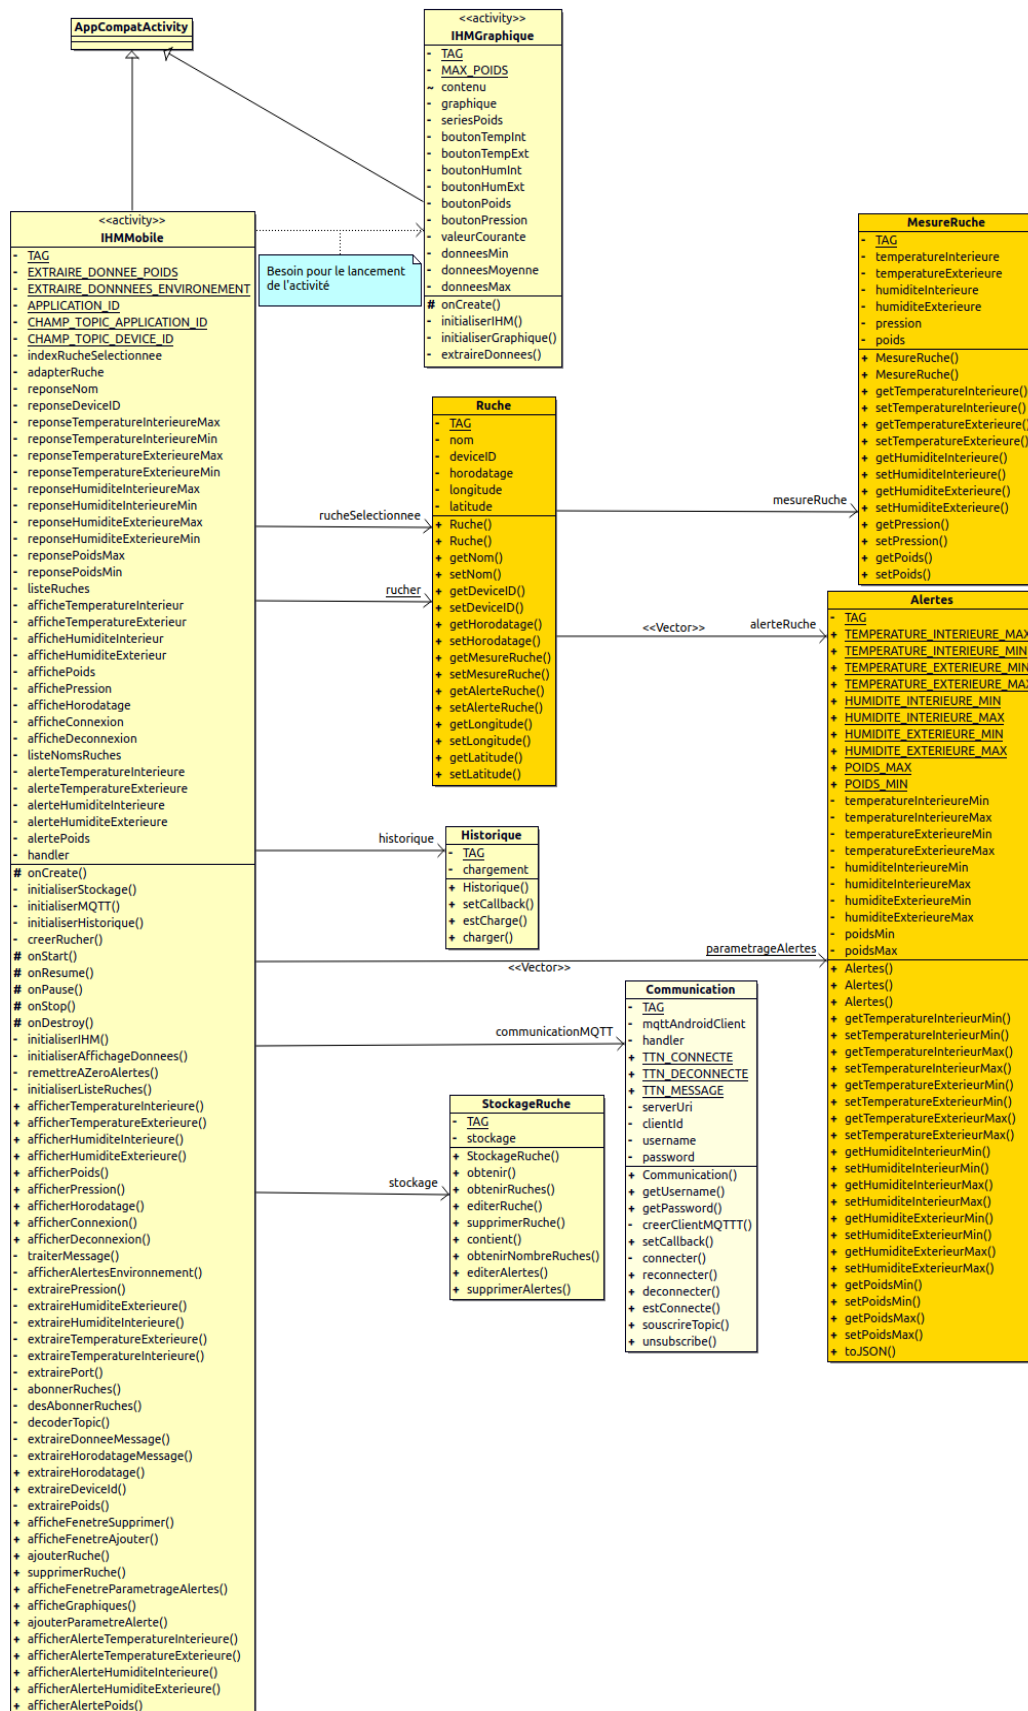 AppCompatActivity
<<activity>>
IHMGraphique
- TAG
- MAX_POIDS
~ contenu
- graphique
- seriesPoids
- boutonTempInt
- boutonTempExt
- boutonHumInt
- boutonHumExt
- boutonPoids
- boutonPression
- valeurCourante
- donneesMin
- donneesMoyenne
- donneesMax
# onCreate()
- initialiserIHM()
- initialiserGraphique()
- extraireDonnees()
Besoin pour le lancement
de l'activité
<<activity>>
IHMMobile
- TAG
- EXTRAIRE_DONNEE_POIDS
- EXTRAIRE_DONNNEES_ENVIRONEMENT
- APPLICATION_ID
- CHAMP_TOPIC_APPLICATION_ID
- CHAMP_TOPIC_DEVICE_ID
- indexRucheSelectionnee
- adapterRuche
- reponseNom
- reponseDeviceID
- reponseTemperatureInterieureMax
- reponseTemperatureInterieureMin
- reponseTemperatureExterieureMax
- reponseTemperatureExterieureMin
- reponseHumiditeInterieureMax
- reponseHumiditeInterieureMin
- reponseHumiditeExterieureMax
- reponseHumiditeExterieureMin
- reponsePoidsMax
- reponsePoidsMin
- listeRuches
- afficheTemperatureInterieur
- afficheTemperatureExterieur
- afficheHumiditeInterieur
- afficheHumiditeExterieur
- affichePoids
- affichePression
- afficheHorodatage
- afficheConnexion
- afficheDeconnexion
- listeNomsRuches
- alerteTemperatureInterieure
- alerteTemperatureExterieure
- alerteHumiditeInterieure
- alerteHumiditeExterieure
- alertePoids
- handler
# onCreate()
- initialiserStockage()
- initialiserMQTT()
- initialiserHistorique()
- creerRucher()
# onStart()
# onResume()
# onPause()
# onStop()
# onDestroy()
- initialiserIHM()
- initialiserAffichageDonnees()
- remettreAZeroAlertes()
- initialiserListeRuches()
+ afficherTemperatureInterieure()
+ afficherTemperatureExterieure()
+ afficherHumiditeInterieure()
+ afficherHumiditeExterieure()
+ afficherPoids()
+ afficherPression()
+ afficherHorodatage()
+ afficherConnexion()
+ afficherDeconnexion()
- traiterMessage()
- afficherAlertesEnvironnement()
- extrairePression()
- extraireHumiditeExterieure()
- extraireHumiditeInterieure()
- extraireTemperatureExterieure()
- extraireTemperatureInterieure()
- extrairePort()
- abonnerRuches()
- desAbonnerRuches()
- decoderTopic()
- extraireDonneeMessage()
- extraireHorodatageMessage()
+ extraireHorodatage()
+ extraireDeviceId()
- extrairePoids()
+ afficheFenetreSupprimer()
+ afficheFenetreAjouter()
+ ajouterRuche()
+ supprimerRuche()
+ afficheFenetreParametrageAlertes()
+ afficheGraphiques()
+ ajouterParametreAlerte()
+ afficherAlerteTemperatureInterieure()
+ afficherAlerteTemperatureExterieure()
+ afficherAlerteHumiditeInterieure()
+ afficherAlerteHumiditeExterieure()
+ afficherAlertePoids()
rucheSelectionnee
rucher
historique
parametrageAlertes
<<Vector>>
communicationMQTT
stockage
Ruche
- TAG
- nom
- deviceID
- horodatage
- longitude
- latitude
+ Ruche()
+ Ruche()
+ getNom()
+ setNom()
+ getDeviceID()
+ setDeviceID()
+ getHorodatage()
+ setHorodatage()
+ getMesureRuche()
+ setMesureRuche()
+ getAlerteRuche()
+ setAlerteRuche()
+ getLongitude()
+ setLongitude()
+ getLatitude()
+ setLatitude()
mesureRuche
<<Vector>>
alerteRuche
MesureRuche
- TAG
- temperatureInterieure
- temperatureExterieure
- humiditeInterieure
- humiditeExterieure
- pression
- poids
+ MesureRuche()
+ MesureRuche()
+ getTemperatureInterieure()
+ setTemperatureInterieure()
+ getTemperatureExterieure()
+ setTemperatureExterieure()
+ getHumiditeInterieure()
+ setHumiditeInterieure()
+ getHumiditeExterieure()
+ setHumiditeExterieure()
+ getPression()
+ setPression()
+ getPoids()
+ setPoids()
Alertes
- TAG
+ TEMPERATURE_INTERIEURE_MAX
+ TEMPERATURE_INTERIEURE_MIN
+ TEMPERATURE_EXTERIEURE_MIN
+ TEMPERATURE_EXTERIEURE_MAX
+ HUMIDITE_INTERIEURE_MIN
+ HUMIDITE_INTERIEURE_MAX
+ HUMIDITE_EXTERIEURE_MIN
+ HUMIDITE_EXTERIEURE_MAX
+ POIDS_MAX
+ POIDS_MIN
- temperatureInterieureMin
- temperatureInterieureMax
- temperatureExterieureMin
- temperatureExterieureMax
- humiditeInterieureMin
- humiditeInterieureMax
- humiditeExterieureMin
- humiditeExterieureMax
- poidsMin
- poidsMax
+ Alertes()
+ Alertes()
+ Alertes()
+ getTemperatureInterieurMin()
+ setTemperatureInterieurMin()
+ getTemperatureInterieurMax()
+ setTemperatureInterieurMax()
+ getTemperatureExterieurMin()
+ setTemperatureExterieurMin()
+ getTemperatureExterieurMax()
+ setTemperatureExterieurMax()
+ getHumiditeInterieurMin()
+ setHumiditeInterieurMin()
+ getHumiditeInterieurMax()
+ setHumiditeInterieurMax()
+ getHumiditeExterieurMin()
+ setHumiditeExterieurMin()
+ getHumiditeExterieurMax()
+ setHumiditeExterieurMax()
+ getPoidsMin()
+ setPoidsMin()
+ getPoidsMax()
+ setPoidsMax()
+ toJSON()
Historique
- TAG
- chargement
+ Historique()
+ setCallback()
+ estCharge()
+ charger()
Communication
- TAG
- mqttAndroidClient
- handler
+ TTN_CONNECTE
+ TTN_DECONNECTE
+ TTN_MESSAGE
- serverUri
- clientId
- username
- password
+ Communication()
+ getUsername()
+ getPassword()
- creerClientMQTTT()
+ setCallback()
- connecter()
+ reconnecter()
+ deconnecter()
+ estConnecte()
+ souscrireTopic()
+ unsubscribe()
StockageRuche
- TAG
- stockage
+ StockageRuche()
+ obtenir()
+ obtenirRuches()
+ editerRuche()
+ supprimerRuche()
+ contient()
+ obtenirNombreRuches()
+ editerAlertes()
+ supprimerAlertes()